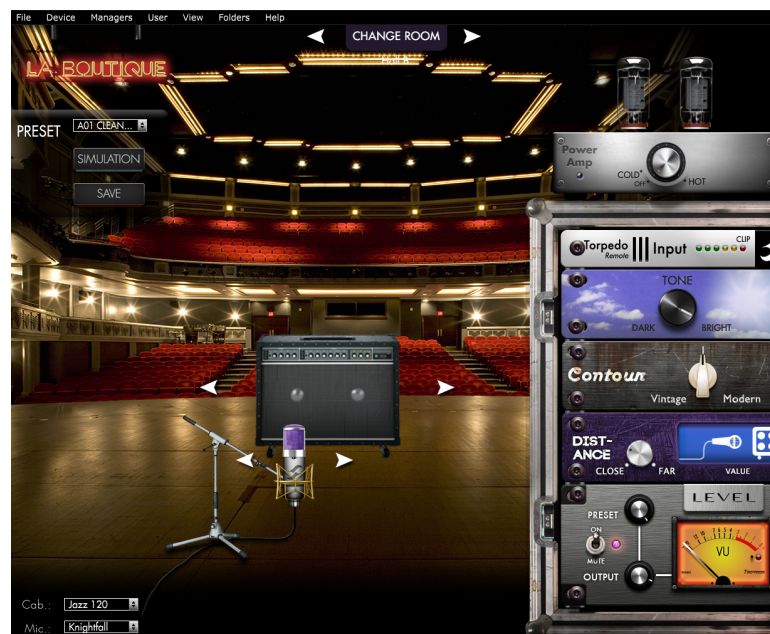 File Device Managers User View Folders Help
CHANGE ROOM
Hall B
LA BOUTIQUE
PRESET A01 CLEAN...
SIMULATION
SAVE
Power
Amp
COLD
OFF
HOT
Torpedo
Remote
Input
CLIP
TONE
DARK BRIGHT
Contour
Vintage Modern
DIST-
ANCE
CLOSE FAR VALUE
LEVEL
PRESET
ON
MUTE
OUTPUT
VU
Cab.: Jazz 120
Mic.: Knightfall